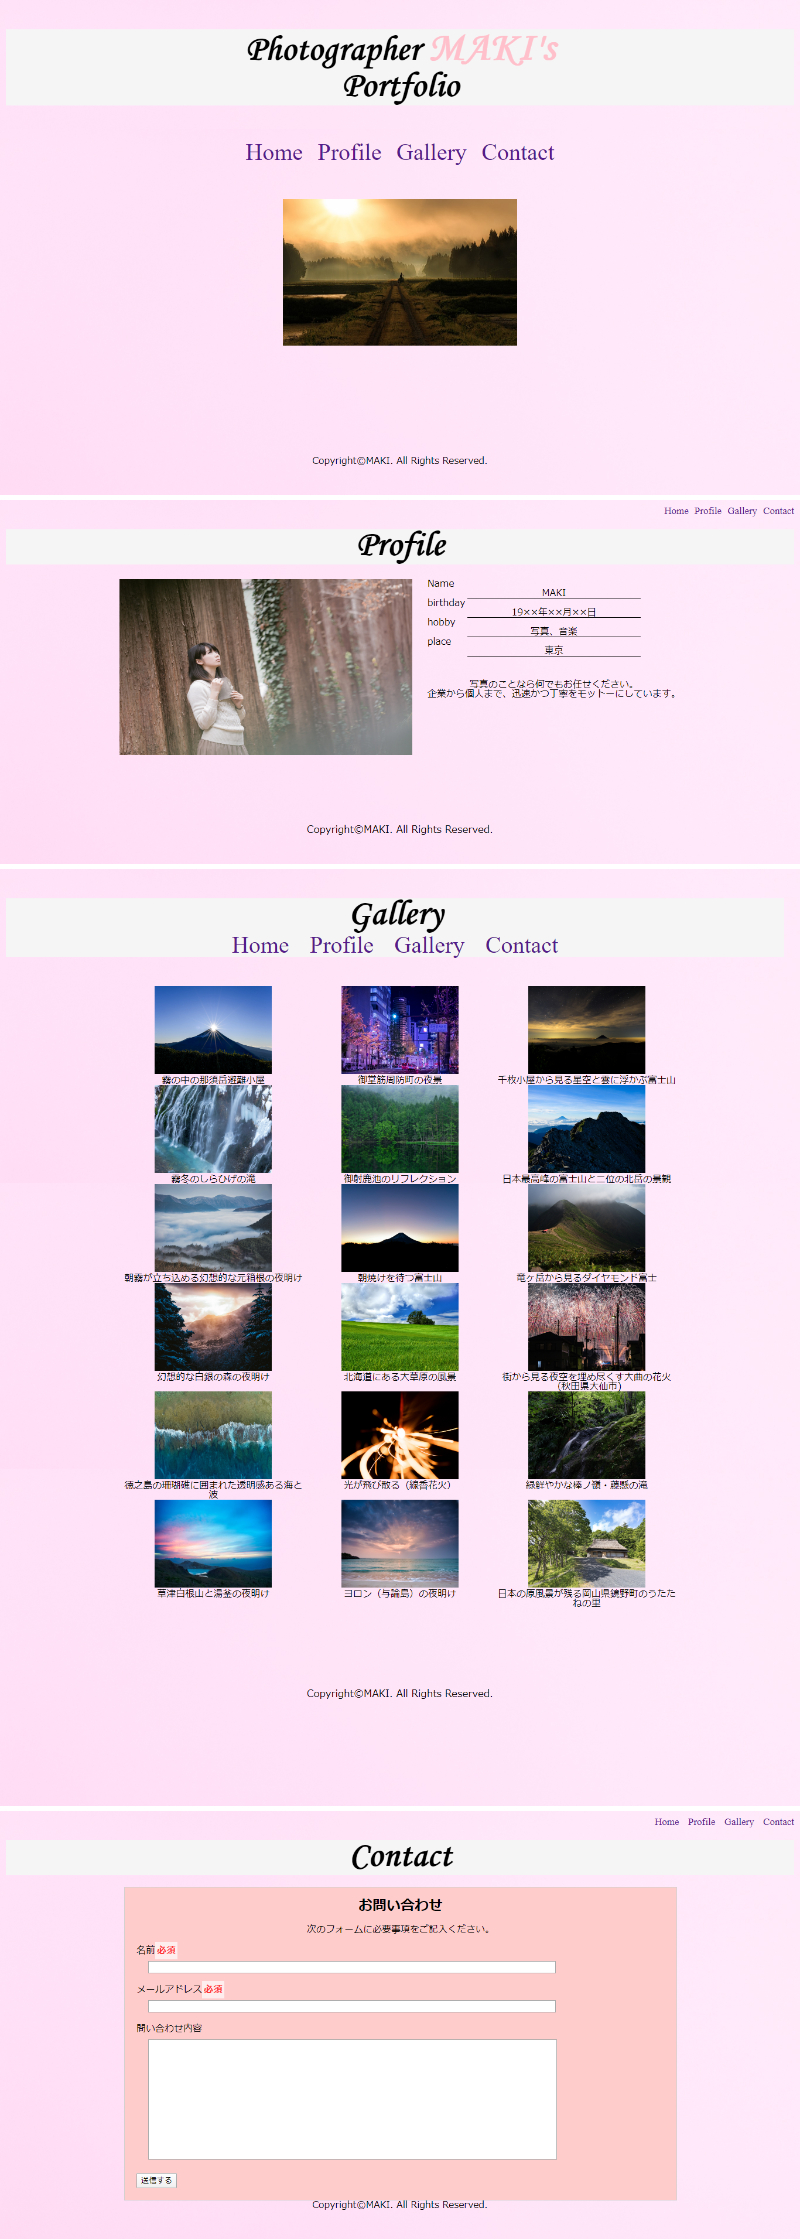 Photographer MAKI's
Portfolio
Home Profile Gallery Contact
Copyright©MAKI. All Rights Reserved.
Home Profile Gallery Contact
Profile
Name
MAKI
birthday
19××年××月××日
hobby
写真、音楽
place
東京
写真のことなら何でもお任せください。
企業から個人まで、迅速かつ丁寧をモットーにしています。
Copyright©MAKI. All Rights Reserved.
Gallery
Home Profile Gallery Contact
霧の中の那須岳避難小屋
御堂筋周防町の夜景
千枚小屋から見る星空と雲に浮かぶ富士山
霧冬のしらひげの滝
御射鹿池のリフレクション
日本最高峰の富士山と二位の北岳の景観
朝霧が立ち込める幻想的な元箱根の夜明け
朝焼けを待つ富士山
竜ヶ岳から見るダイヤモンド富士
幻想的な白銀の森の夜明け
北海道にある大草原の風景
街から見る夜空を埋め尽くす大曲の花火
(秋田県大仙市)
徳之島の珊瑚礁に囲まれた透明感ある海と
波
光が飛び散る（線香花火）
緑鮮やかな棒ノ嶺・藤懸の滝
草津白根山と湯釜の夜明け
ヨロン（与論島）の夜明け
日本の原風景が残る岡山県鏡野町のうたた
ねの里
Copyright©MAKI. All Rights Reserved.
Home Profile Gallery Contact
Contact
お問い合わせ
次のフォームに必要事項をご記入ください。
名前必須
メールアドレス必須
問い合わせ内容
送信する
Copyright©MAKI. All Rights Reserved.